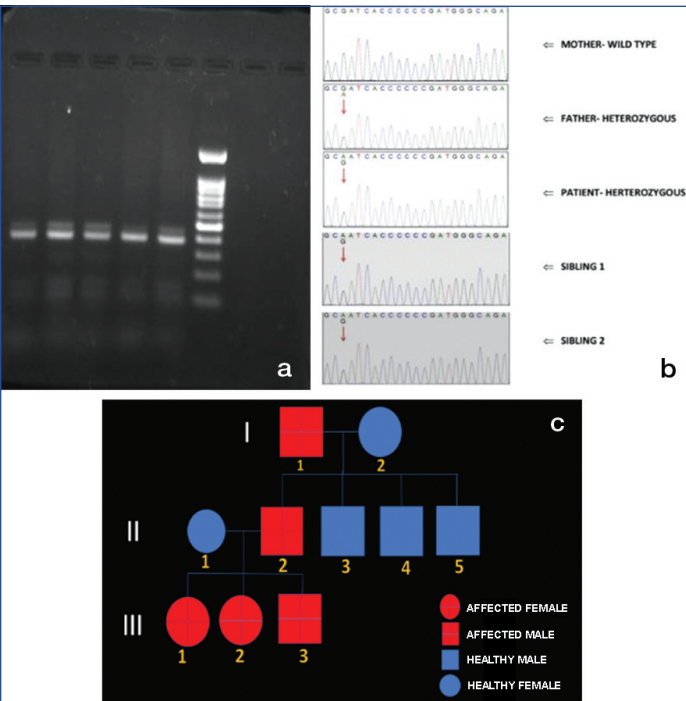 GCGATCACCCCCCGATGGGCAGA
⇐ MOTHER- WILD TYPE
GCGATCACCCCCCGATGGGCAGA
A
⇐ FATHER- HETEROZYGOUS
GCAATCACCCCCCGATGGGCAGA
G
⇐ PATIENT- HERTEROZYGOUS
GCAATCACCCCCCGATGGGCAGA
G
⇐ SIBLING 1
GCAATCACCCCCCGATGGGCAGA
G
⇐ SIBLING 2
a
b
c
I
1
2
II
1
2
3
4
5
III
1
2
3
AFFECTED FEMALE
AFFECTED MALE
HEALTHY MALE
HEALTHY FEMALE